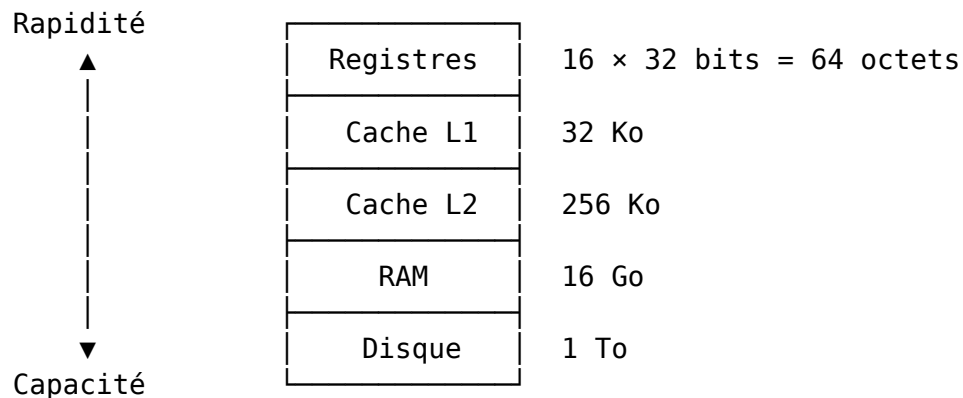 Rapidité
Registres 16 × 32 bits = 64 octets
Cache L1 32 Ko
Cache L2 256 Ko
RAM 16 Go
Disque 1 To
Capacité